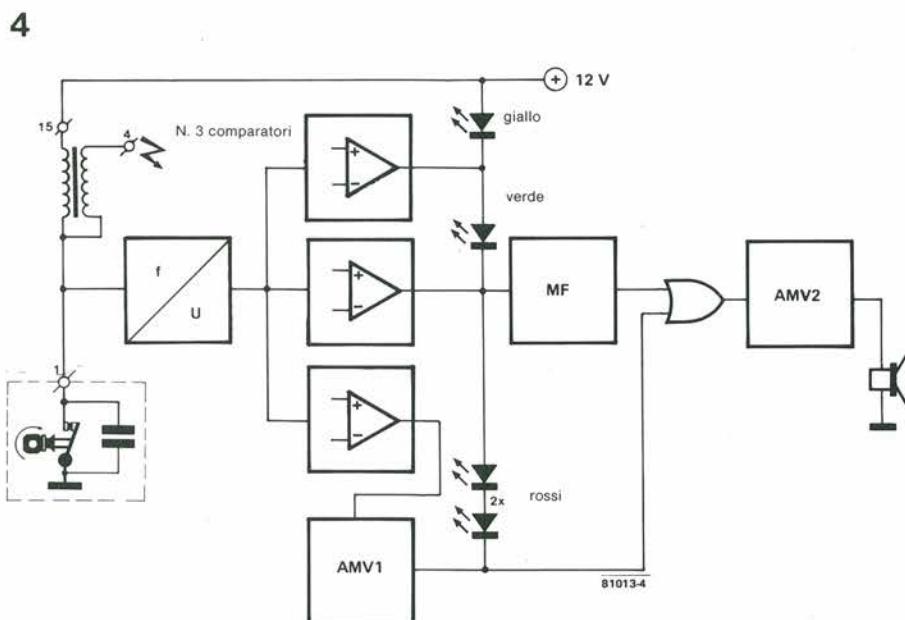 4
+ 12 V
15
4
N. 3 comparatori
giallo
+
−
verde
f
U
+
−
MF
AMV2
1
+
−
2x
rossi
AMV1
81013-4